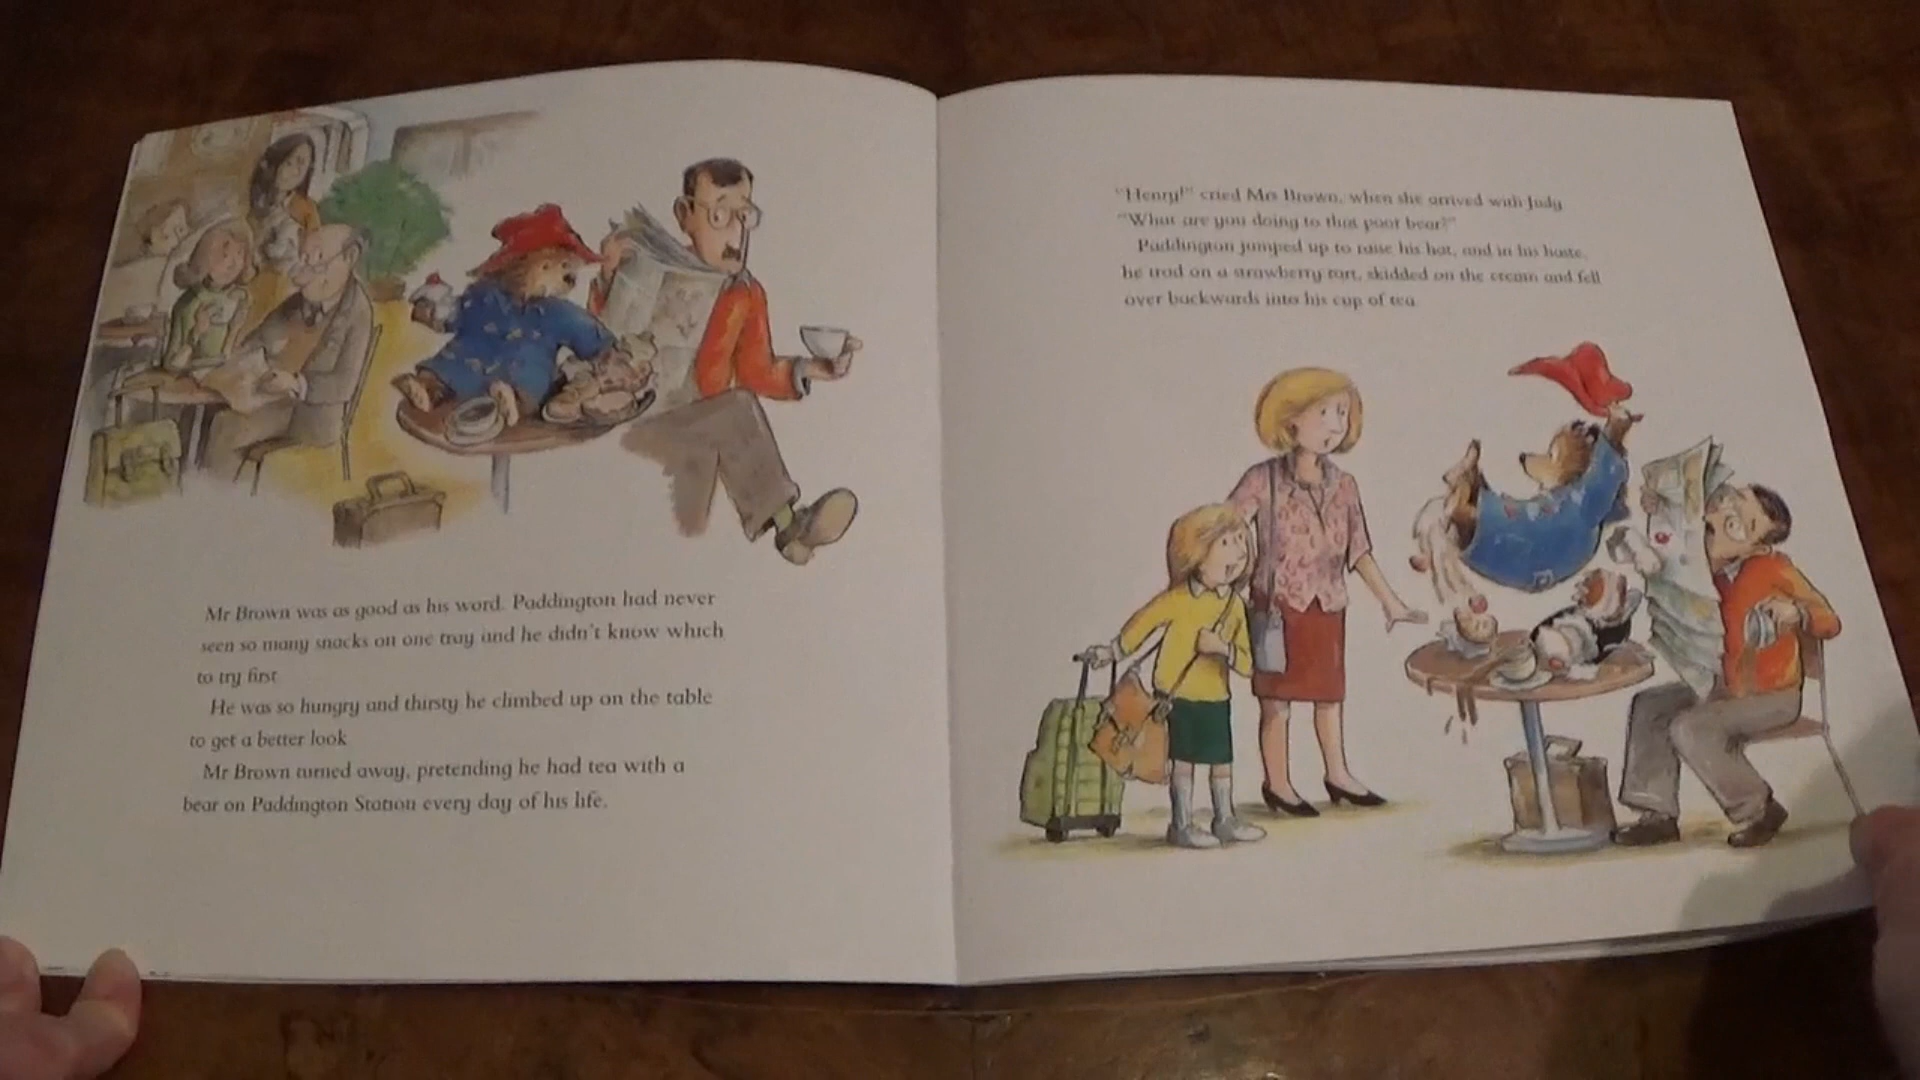 Mr Brown was as good as his word. Paddington had never
seen so many snacks on one tray and he didn't know which
to try first.
He was so hungry and thirsty he climbed up on the table
to get a better look.
Mr Brown turned away, pretending he had tea with a
bear on Paddington Station every day of his life.
"Henry!" cried Mrs Brown, when she arrived with Judy.
"What are you doing to that poor bear?"
Paddington jumped up to raise his hat, and in his haste,
he trod on a strawberry tart, skidded on the cream and fell
over backwards into his cup of tea.